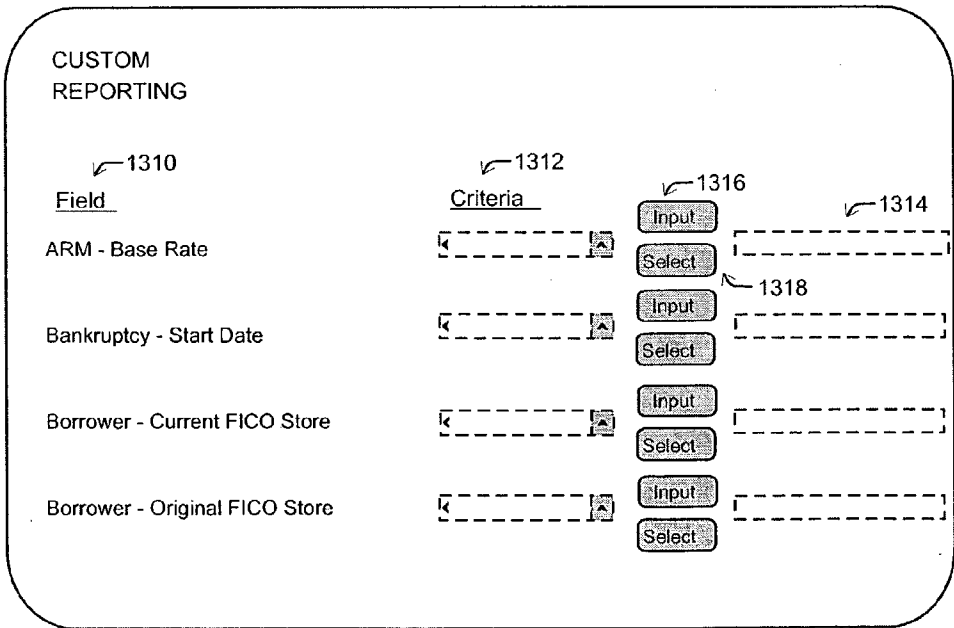 CUSTOM
REPORTING
1310
1312
1316
1314
Field
Criteria
Input
ARM - Base Rate
<
Select
1318
Input
Bankruptcy - Start Date
<
Select
Input
Borrower - Current FICO Store
<
Select
Input
Borrower - Original FICO Store
<
Select